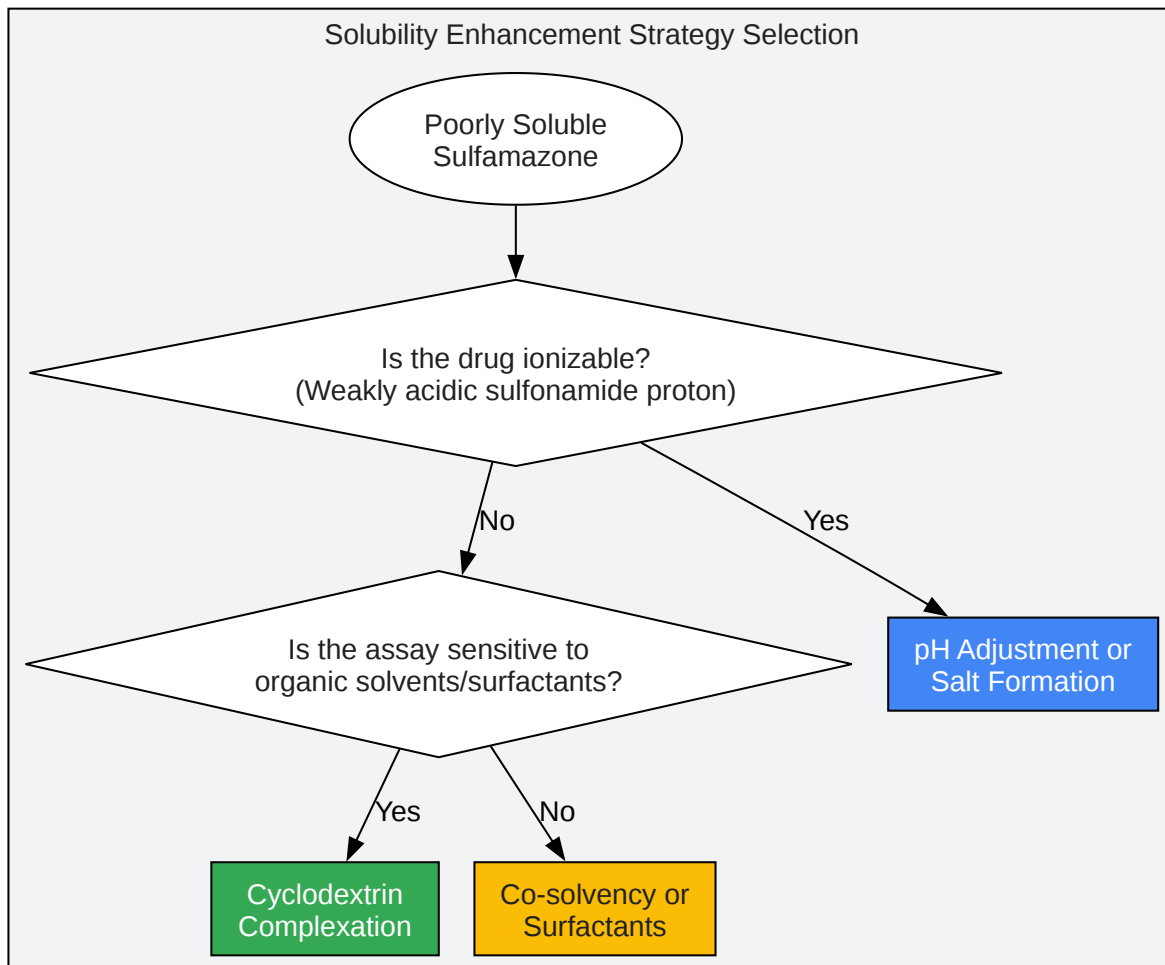 Solubility Enhancement Strategy Selection
Poorly Soluble
Sulfamazone
Is the drug ionizable?
(Weakly acidic sulfonamide proton)
No
Yes
Is the assay sensitive to
organic solvents/surfactants?
pH Adjustment or
Salt Formation
Yes
No
Cyclodextrin
Complexation
Co-solvency or
Surfactants